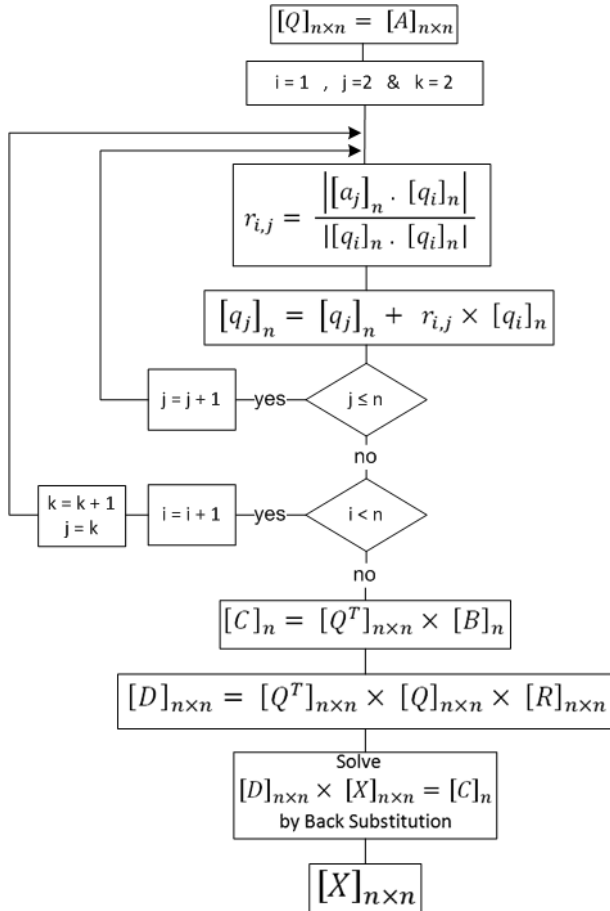 [Q]ₙ×ₙ = [A]ₙ×ₙ
i = 1 , j =2 & k = 2
rᵢ,ⱼ = |[aⱼ]ₙ . [qᵢ]ₙ| / |[qᵢ]ₙ . [qᵢ]ₙ|
[qⱼ]ₙ = [qⱼ]ₙ + rᵢ,ⱼ × [qᵢ]ₙ
j = j + 1 yes j ≤ n
no
k = k + 1
j = k
i = i + 1 yes i < n
no
[C]ₙ = [Qᵀ]ₙ×ₙ × [B]ₙ
[D]ₙ×ₙ = [Qᵀ]ₙ×ₙ × [Q]ₙ×ₙ × [R]ₙ×ₙ
Solve
[D]ₙ×ₙ × [X]ₙ×ₙ = [C]ₙ
by Back Substitution
[X]ₙ×ₙ